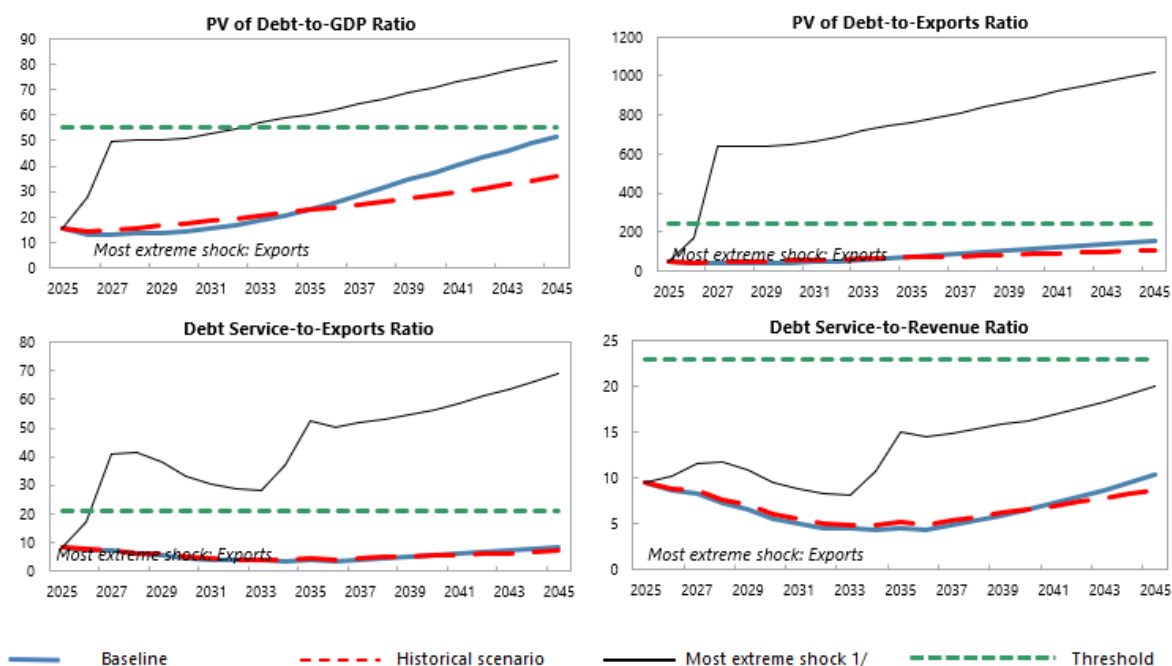 PV of Debt-to-GDP Ratio
90
80
70
60
50
40
30
20
10
0
Most extreme shock: Exports
2025 2027 2029 2031 2033 2035 2037 2039 2041 2043 2045
PV of Debt-to-Exports Ratio
1200
1000
800
600
400
200
0
Most extreme shock: Exports
2025 2027 2029 2031 2033 2035 2037 2039 2041 2043 2045
Debt Service-to-Exports Ratio
80
70
60
50
40
30
20
10
0
Most extreme shock: Exports
2025 2027 2029 2031 2033 2035 2037 2039 2041 2043 2045
Debt Service-to-Revenue Ratio
25
20
15
10
5
0
Most extreme shock: Exports
2025 2027 2029 2031 2033 2035 2037 2039 2041 2043 2045
Baseline Historical scenario Most extreme shock 1/ Threshold